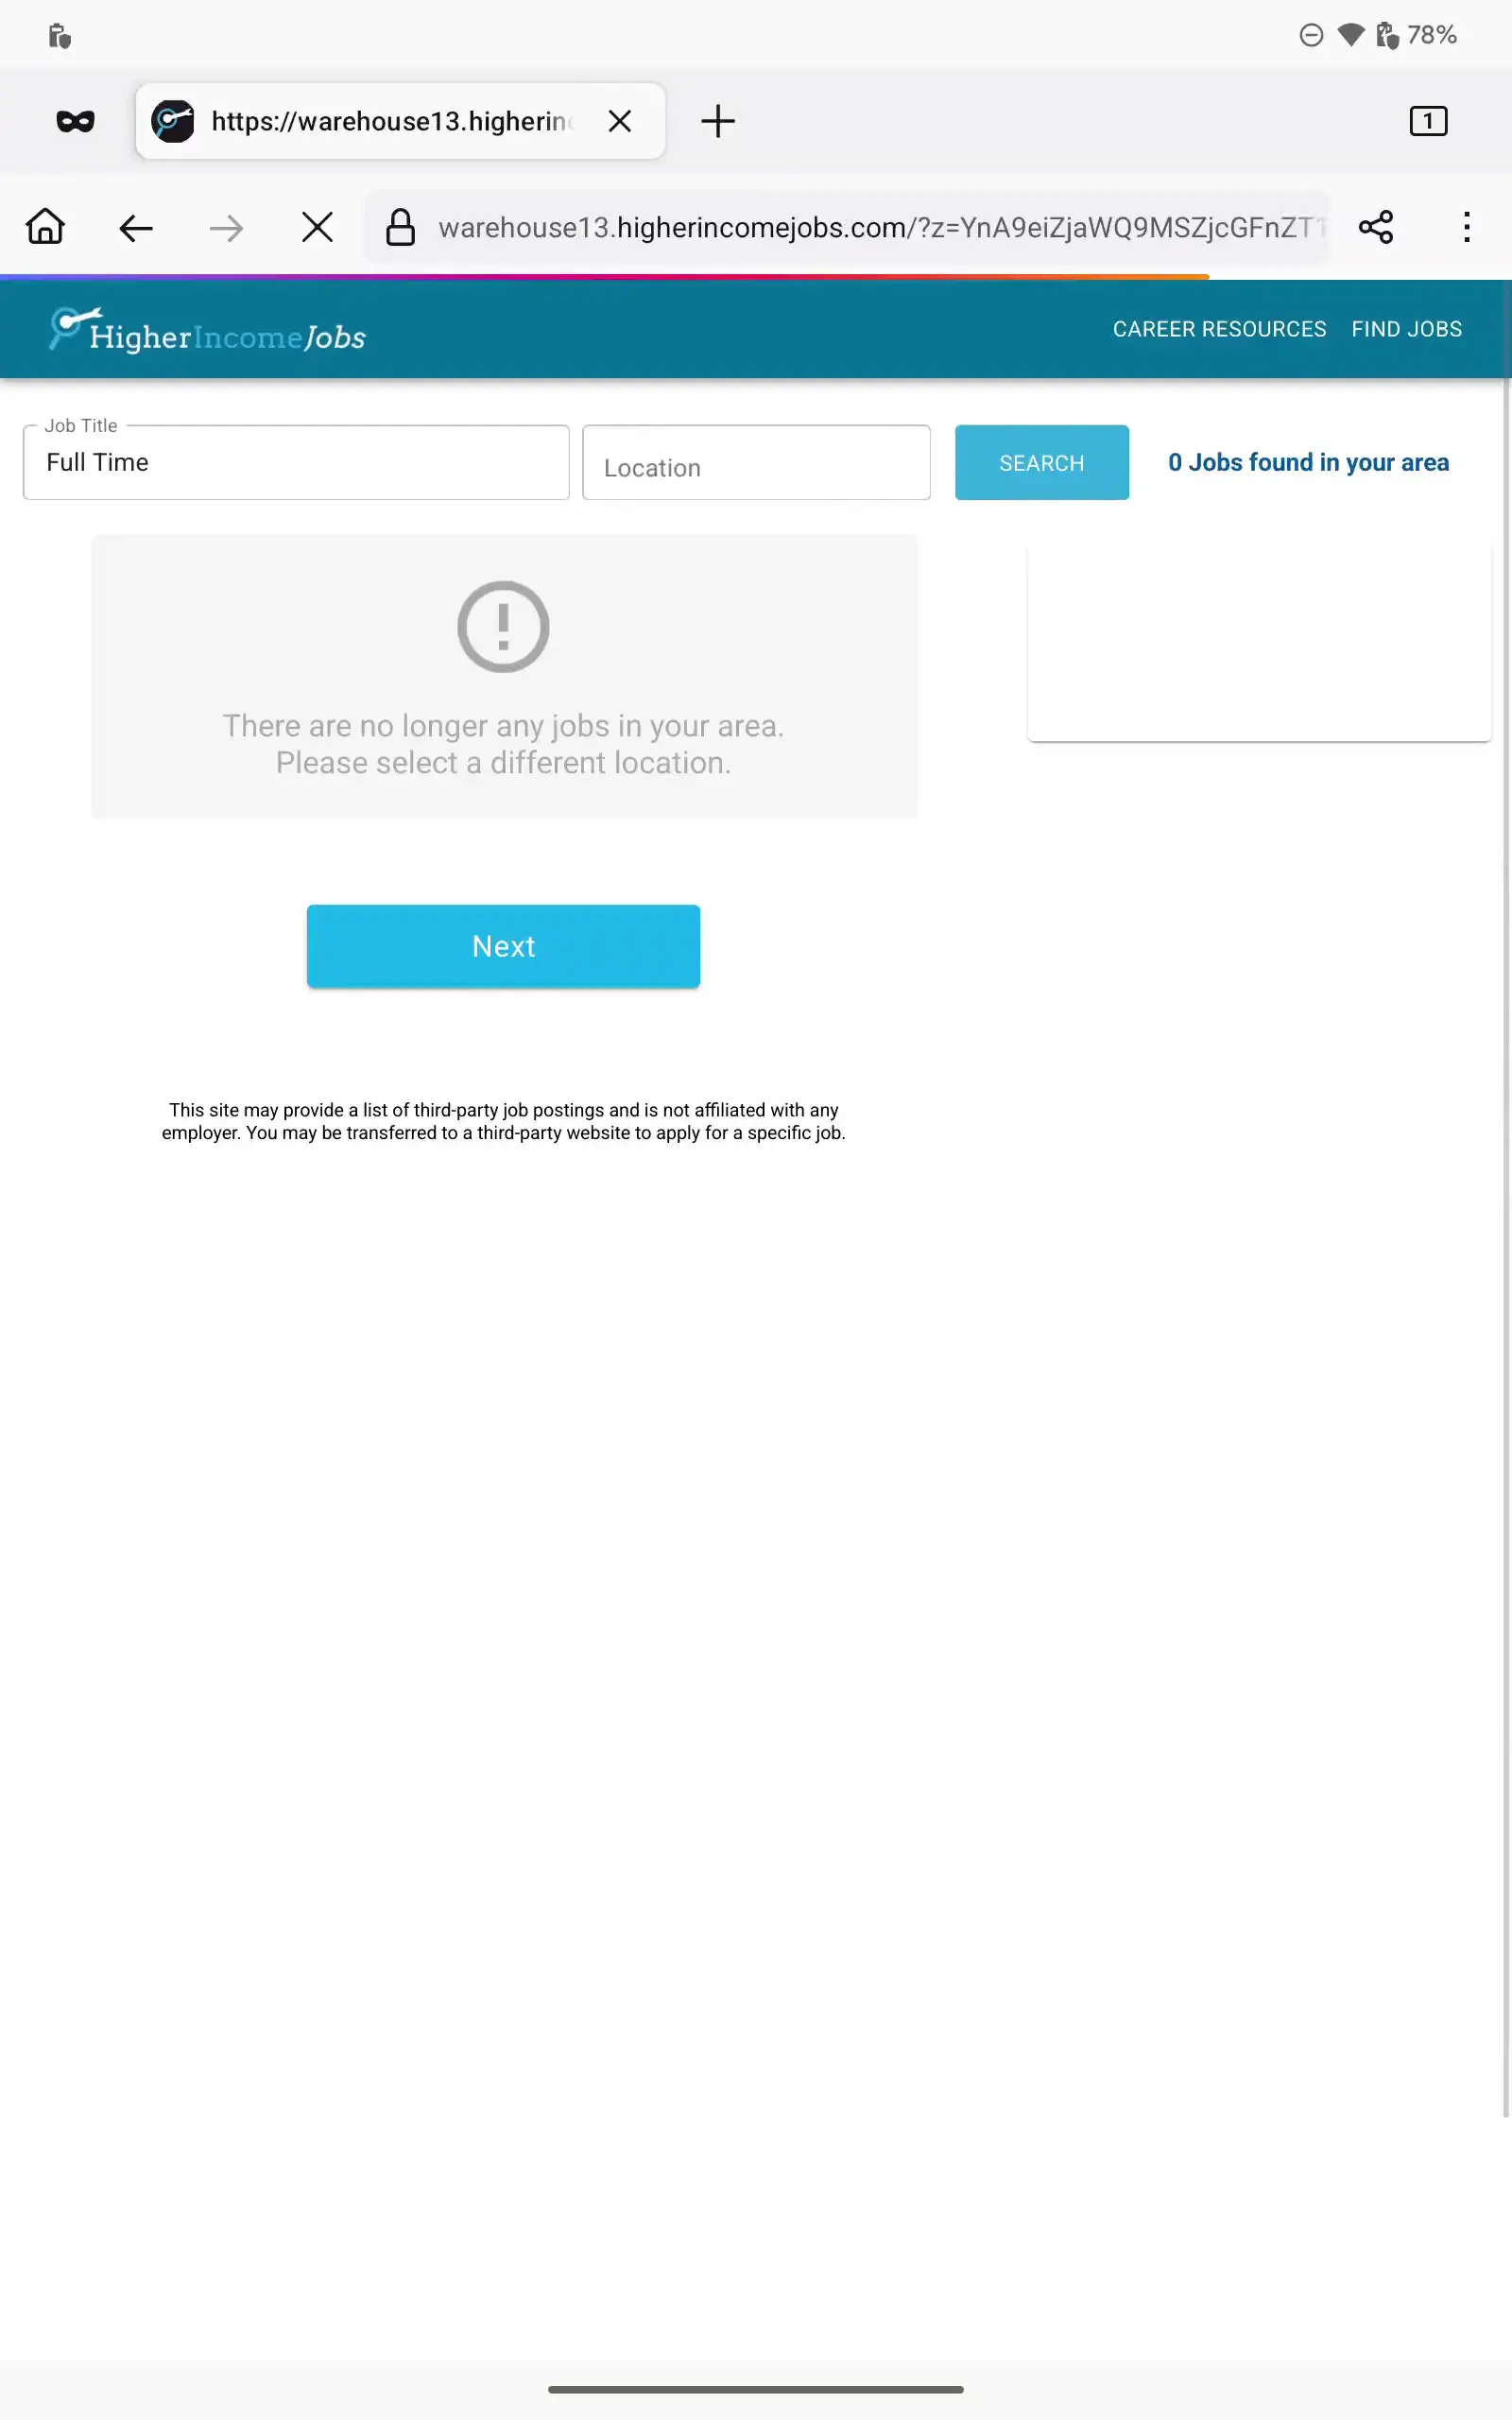 78%
https://warehouse13.higherin
1
warehouse13.higherincomejobs.com/?z=YnA9eiZjaWQ9MSZjcGFnZT
HigherIncomeJobs
CAREER RESOURCES FIND JOBS
Job Title
Full Time
Location
SEARCH
0 Jobs found in your area
There are no longer any jobs in your area.
Please select a different location.
Next
This site may provide a list of third-party job postings and is not affiliated with any
employer. You may be transferred to a third-party website to apply for a specific job.